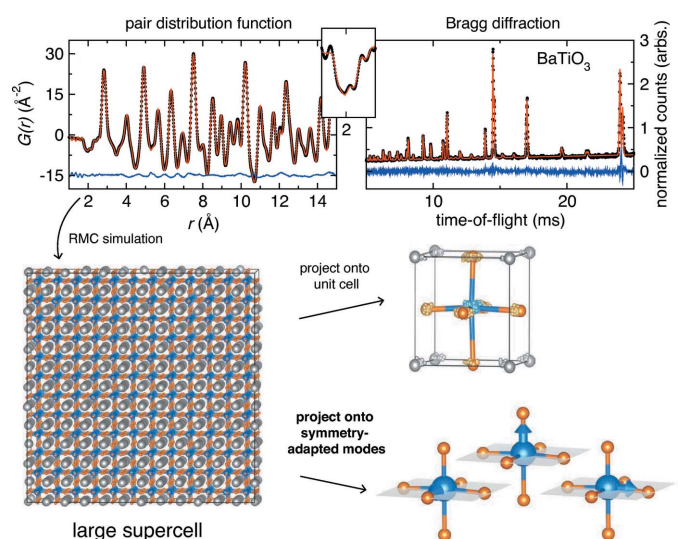 pair distribution function
Bragg diffraction
G(r) (Å⁻²)
30
15
0
-15
2
4
6
8
10
12
14
r (Å)
2
BaTiO₃
3
2
1
0
normalized counts (arbs.)
10
20
time-of-flight (ms)
RMC simulation
project onto
unit cell
project onto
symmetry-
adapted modes
large supercell